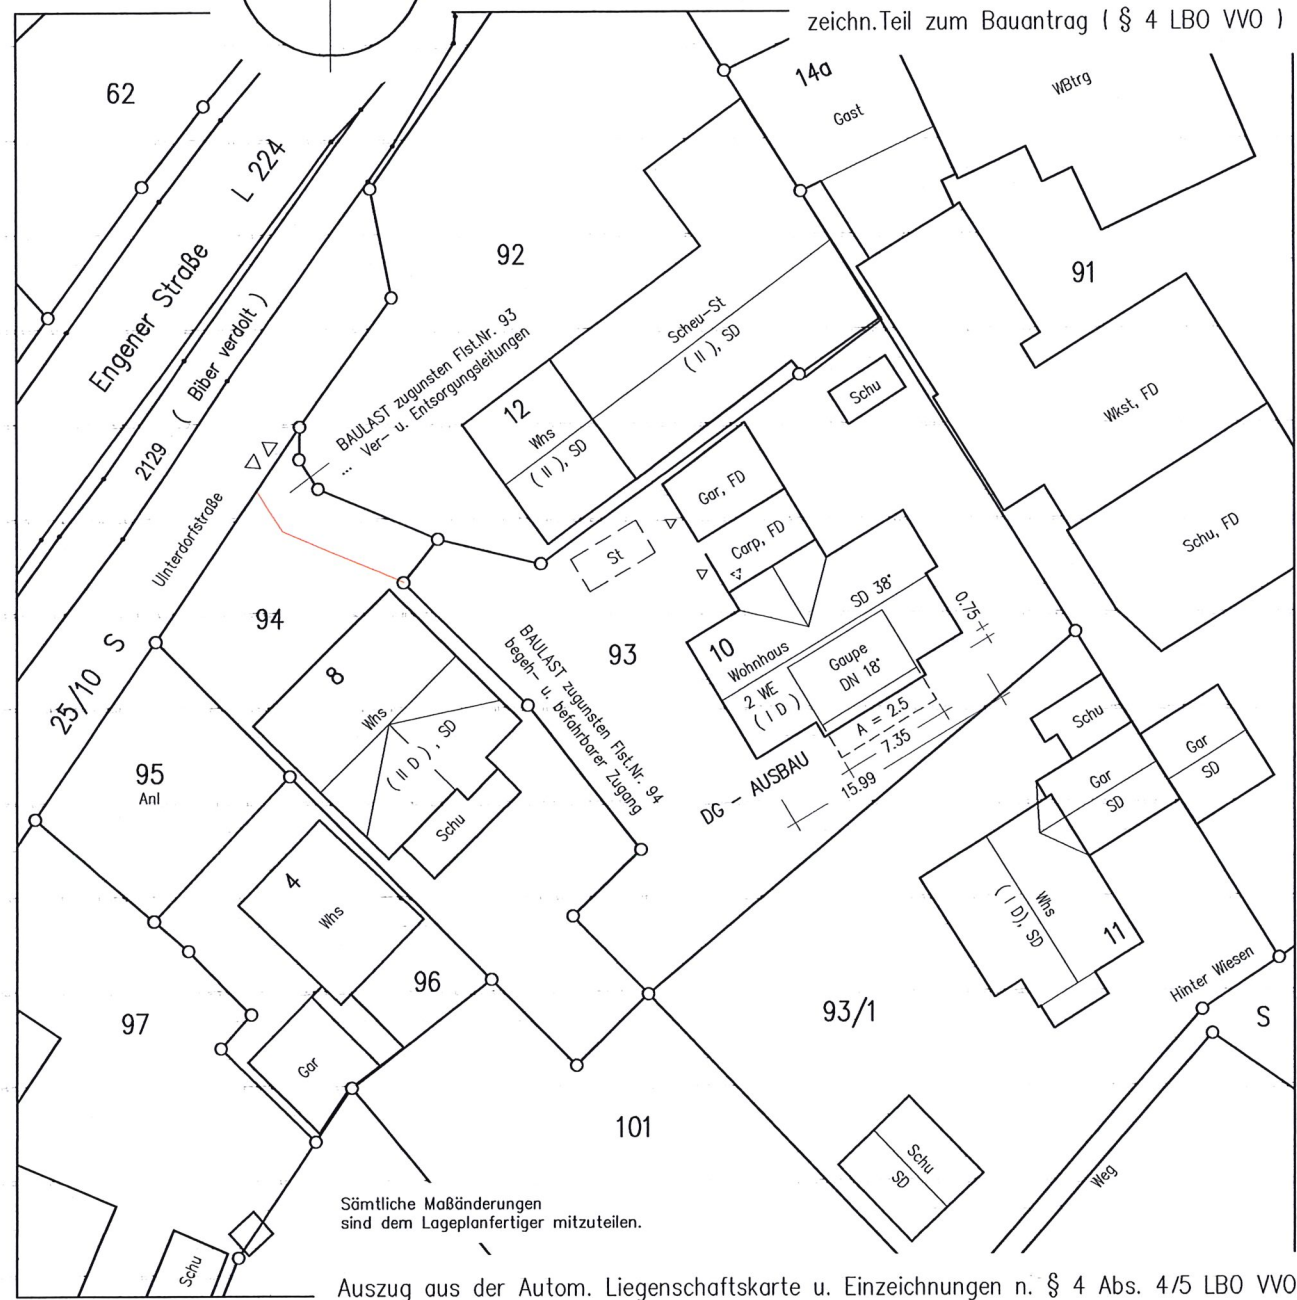 zeichn.Teil zum Bauantrag ( § 4 LBO VVO )
62
14a
Gast
WBtrg
L 224
Engener Straße
92
91
2129 ( Biber verdolt )
BAULAST zugunsten Flst.Nr. 93
... Ver- u. Entsorgungsleitungen
Scheu-St
( II ), SD
12
Whs
( II ), SD
Schu
Wkst, FD
Gar, FD
Carp, FD
Schu, FD
St
UInterdorfstraße
94
25/10 S
BAULAST zugunsten Flst.Nr. 94
begeh- u. befahrbarer Zugang
93
10
Wohnhaus
2 WE
( I D )
SD 38°
Gaupe
DN 18°
0.75
A = 2.5
7.35
15.99
DG - AUSBAU
8
Whs
( II D ), SD
Schu
95
Anl
4
Whs
96
97
Gar
Schu
Gar
SD
Gar
SD
Whs
( I D), SD
11
Hinter Wiesen
S
93/1
101
Schu
SD
Weg
Sämtliche Maßänderungen
sind dem Lageplanfertiger mitzuteilen.
Schu
Auszug aus der Autom. Liegenschaftskarte u. Einzeichnungen n. § 4 Abs. 4/5 LBO VVO